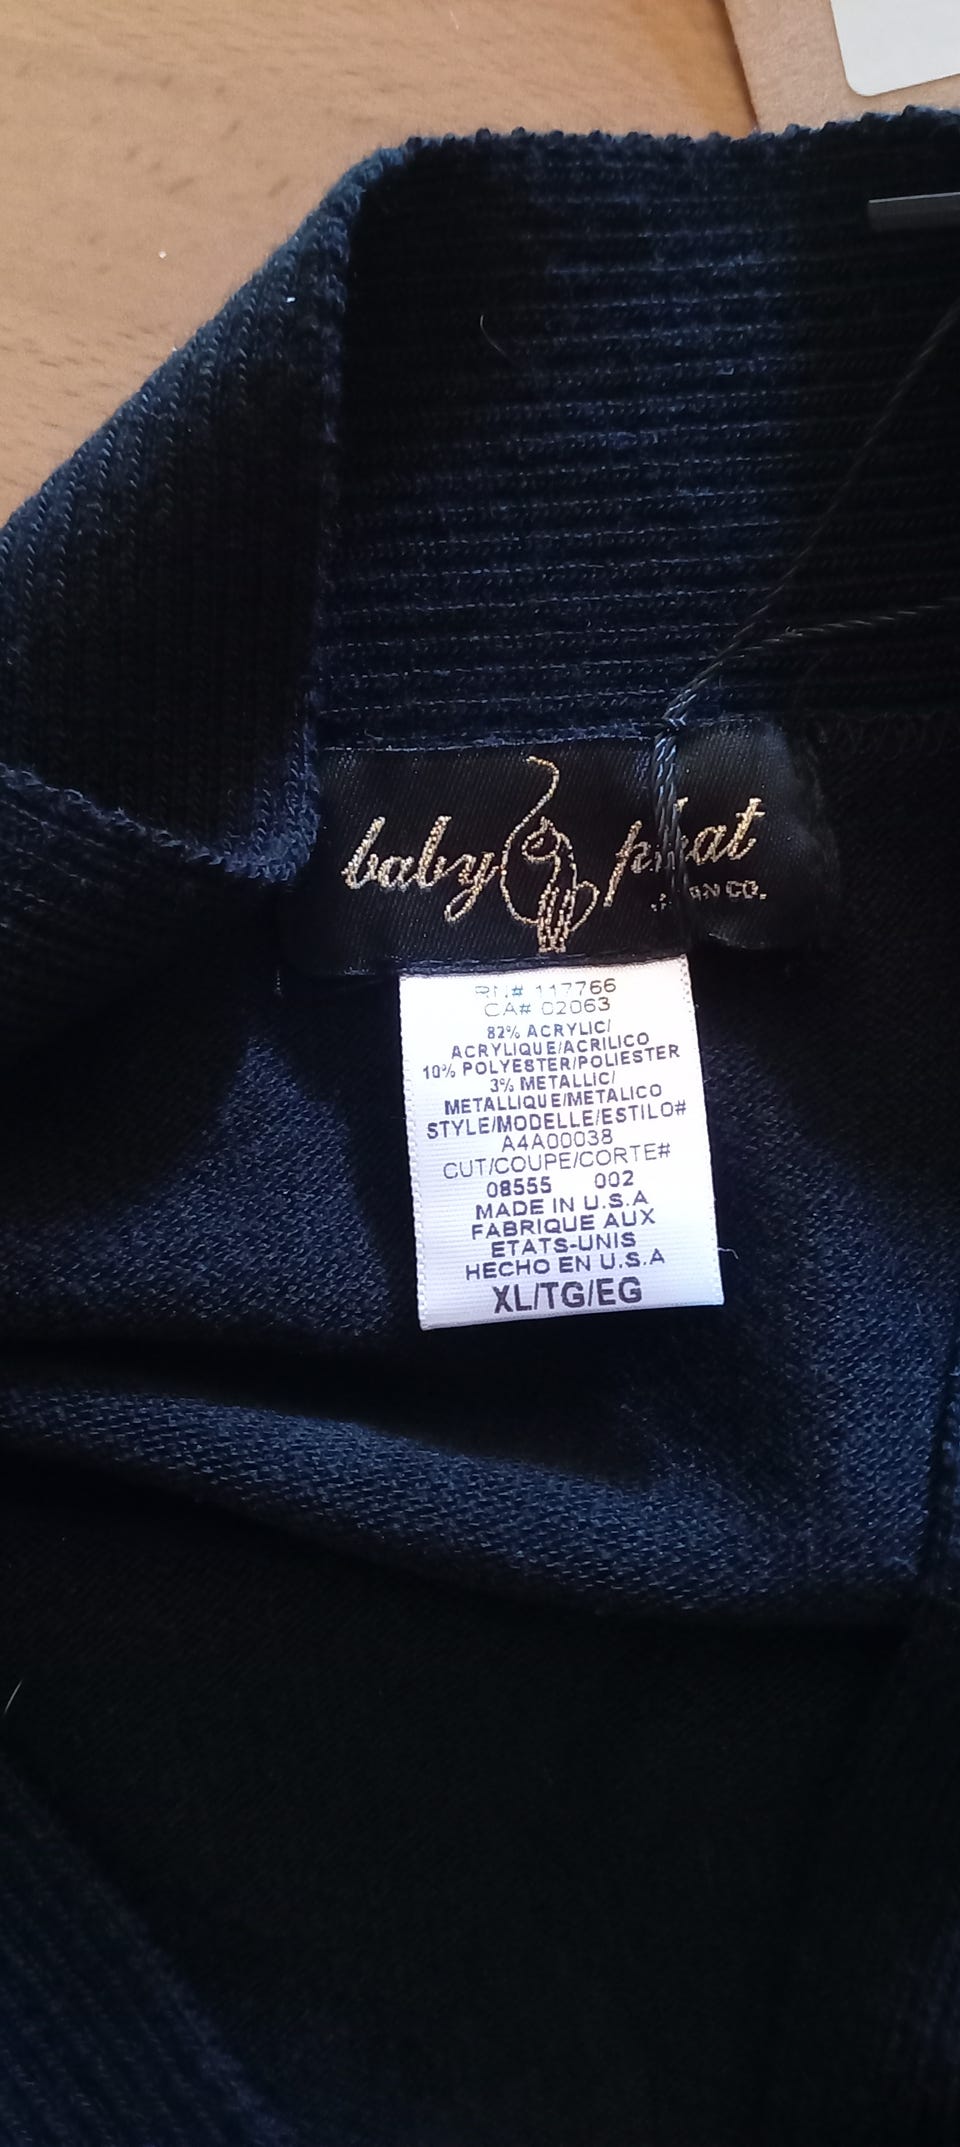 baby phat
CO.
RN# 117766
CA# 02063
82% ACRYLIC/
ACRYLIQUE/ACRILICO
10% POLYESTER/POLIESTER
3% METALLIC/
METALLIQUE/METALICO
STYLE/MODELLE/ESTILO#
A4A00038
CUT/COUPE/CORTE#
08555 002
MADE IN U.S.A
FABRIQUE AUX
ETATS-UNIS
HECHO EN U.S.A
XL/TG/EG